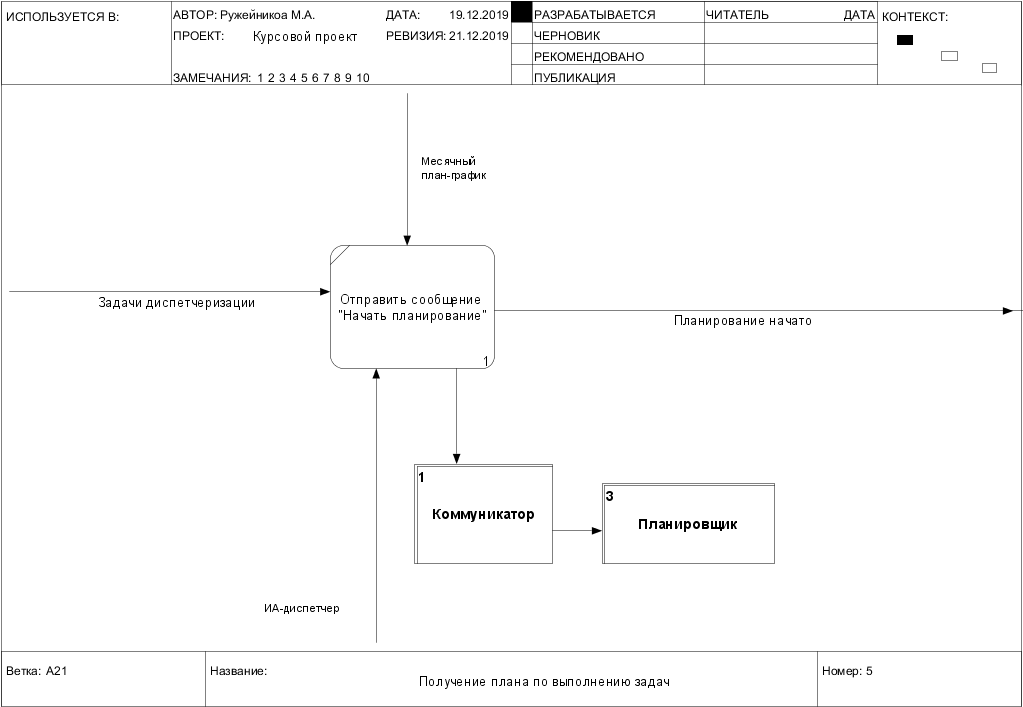 ИСПОЛЬЗУЕТСЯ В:
АВТОР: Ружейникоа М.А.
ДАТА: 19.12.2019
РАЗРАБАТЫВАЕТСЯ
ЧИТАТЕЛЬ
ДАТА
КОНТЕКСТ:
ПРОЕКТ: Курсовой проект
РЕВИЗИЯ: 21.12.2019
ЧЕРНОВИК
РЕКОМЕНДОВАНО
ЗАМЕЧАНИЯ: 1 2 3 4 5 6 7 8 9 10
ПУБЛИКАЦИЯ
Месячный
план-график
Задачи диспетчеризации
Отправить сообщение
"Начать планирование"
1
Планирование начато
1
Коммуникатор
3
Планировщик
ИА-диспетчер
Ветка: A21
Название:
Получение плана по выполнению задач
Номер: 5